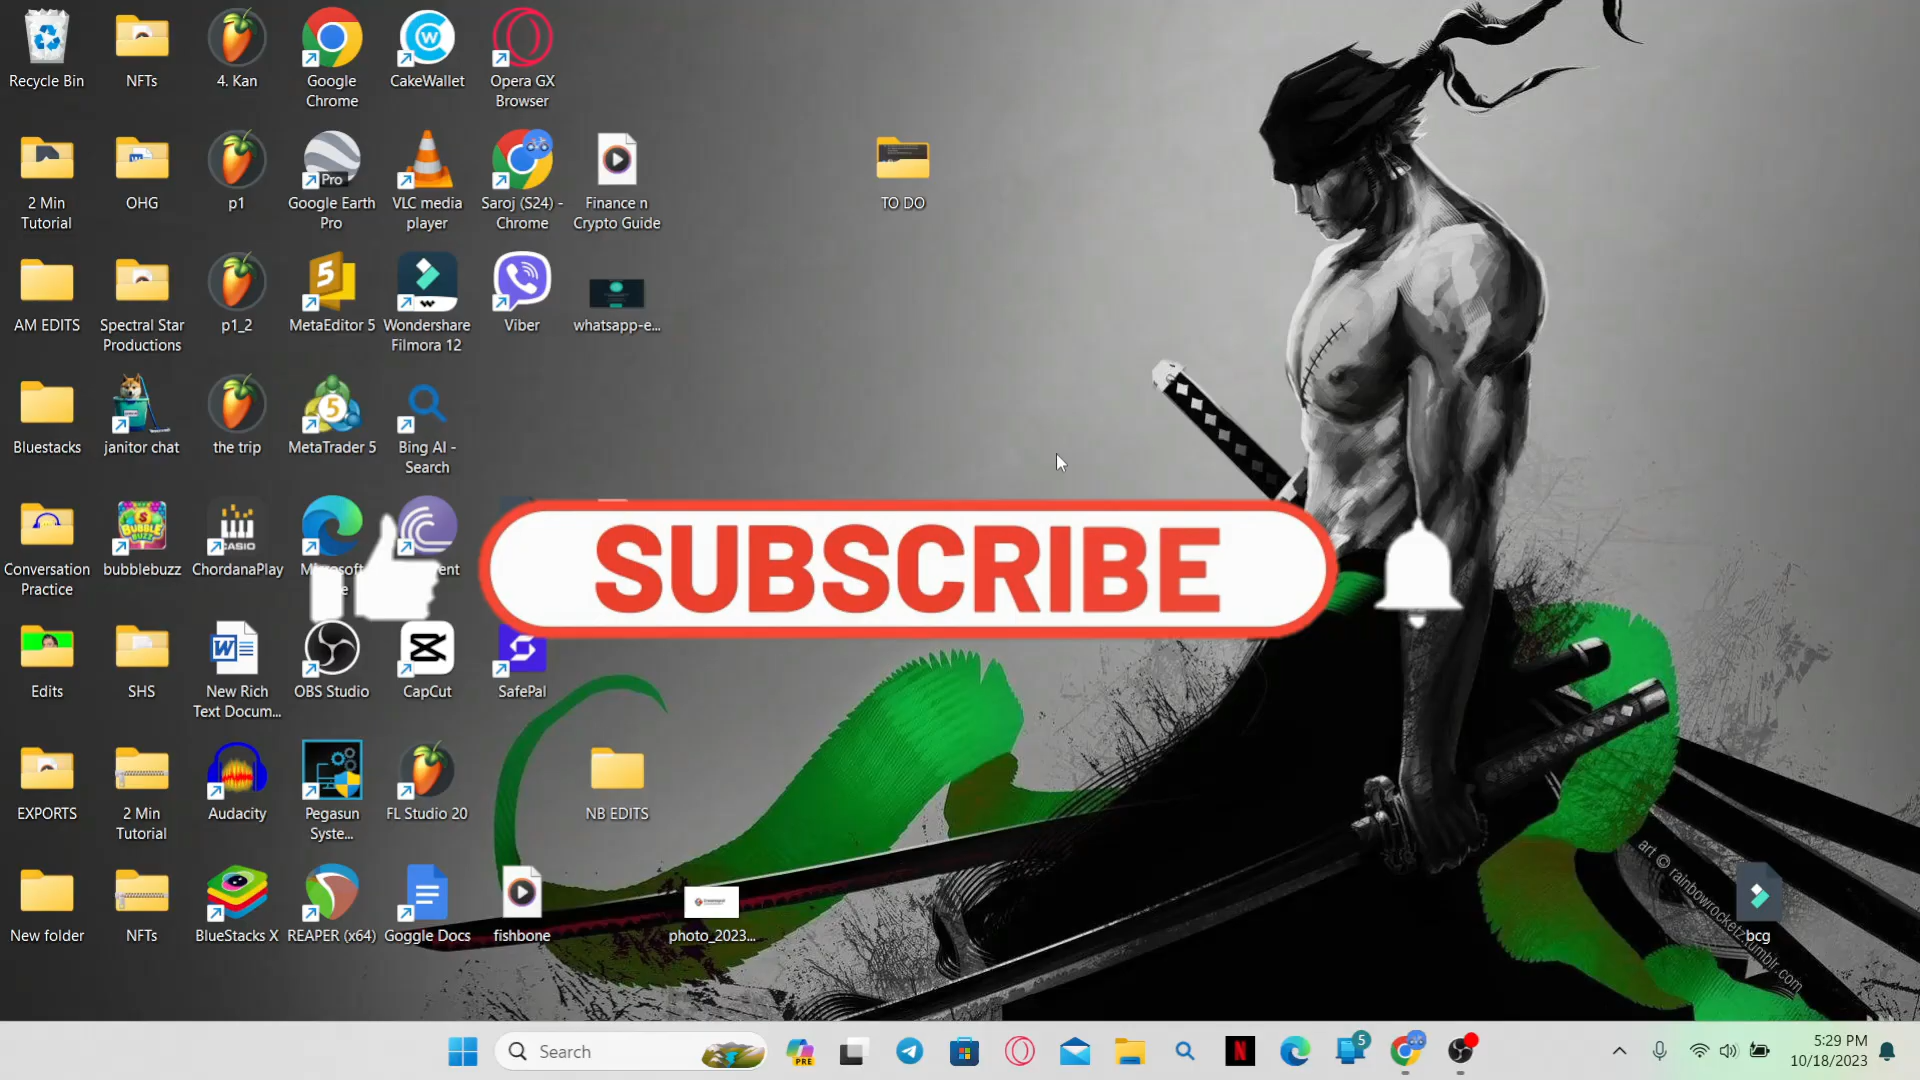 Recycle Bin
NFTs
4. Kan
Google
Chrome
CakeWallet
Opera GX
Browser
2 Min
Tutorial
OHG
p1
Pro
Google Earth
Pro
VLC media
player
Saroj (S24) -
Chrome
Finance n
Crypto Guide
TO DO
AM EDITS
Spectral Star
Productions
p1_2
MetaEditor 5
Wondershare
Filmora 12
Viber
whatsapp-e...
Bluestacks
janitor chat
the trip
MetaTrader 5
Bing AI -
Search
Conversation
Practice
bubblebuzz
CASIO
ChordanaPlay
SUBSCRIBE
Edits
SHS
New Rich
Text Docum...
OBS Studio
CapCut
SafePal
EXPORTS
2 Min
Tutorial
Audacity
Pegasun
Syste...
FL Studio 20
NB EDITS
New folder
NFTs
BlueStacks X
REAPER (x64)
Goggle Docs
fishbone
photo_2023...
bcg
art © rainbowrocketz.tumblr.com
Search
PRE
5
5:29 PM
10/18/2023